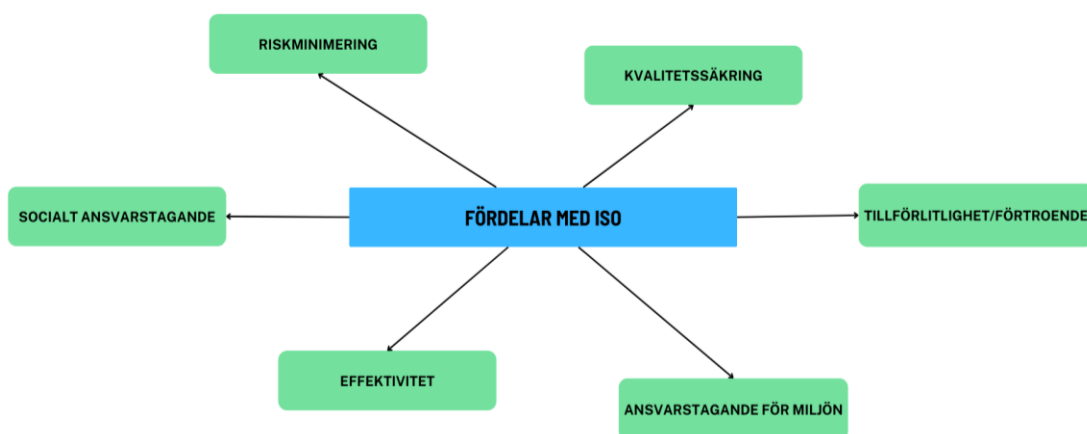 RISKMINIMERING
KVALITETSSÄKRING
SOCIALT ANSVARSTAGANDE
FÖRDELAR MED ISO
TILLFÖRLITLIGHET/FÖRTROENDE
EFFEKTIVITET
ANSVARSTAGANDE FÖR MILJÖN